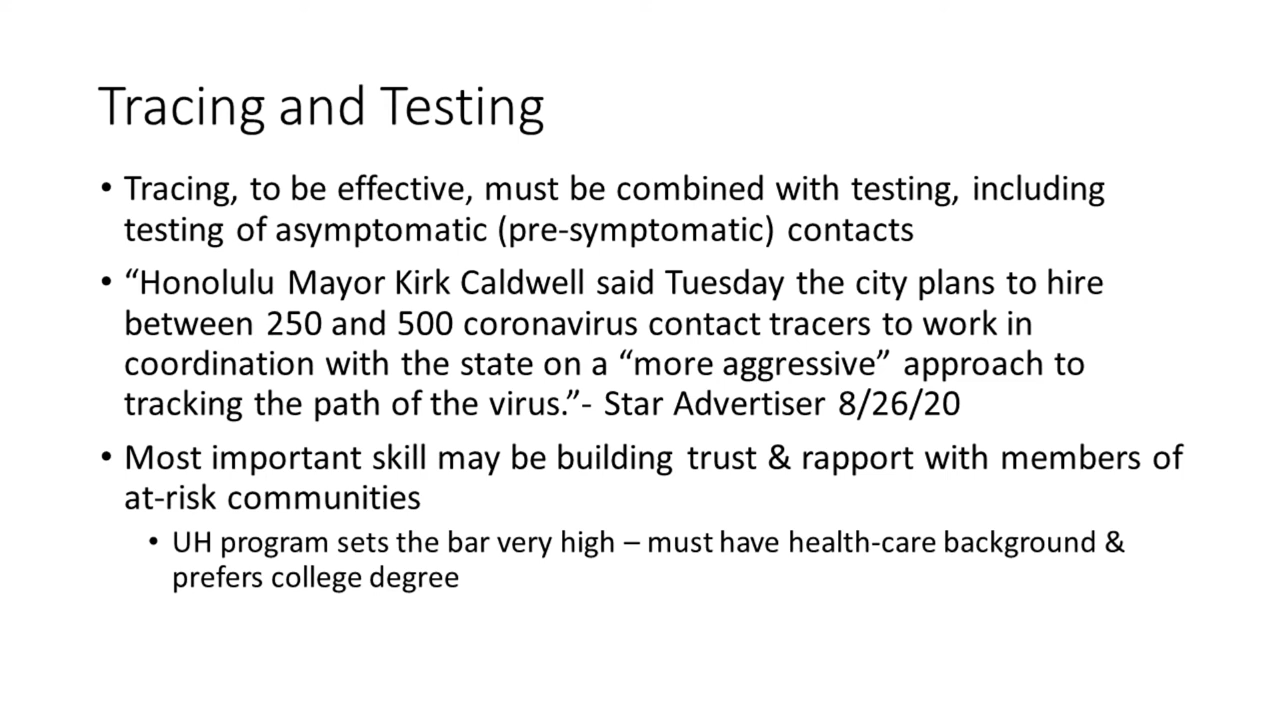 Tracing and Testing
• Tracing, to be effective, must be combined with testing, including
testing of asymptomatic (pre-symptomatic) contacts
• “Honolulu Mayor Kirk Caldwell said Tuesday the city plans to hire
between 250 and 500 coronavirus contact tracers to work in
coordination with the state on a “more aggressive” approach to
tracking the path of the virus.”- Star Advertiser 8/26/20
• Most important skill may be building trust & rapport with members of
at-risk communities
• UH program sets the bar very high – must have health-care background &
prefers college degree